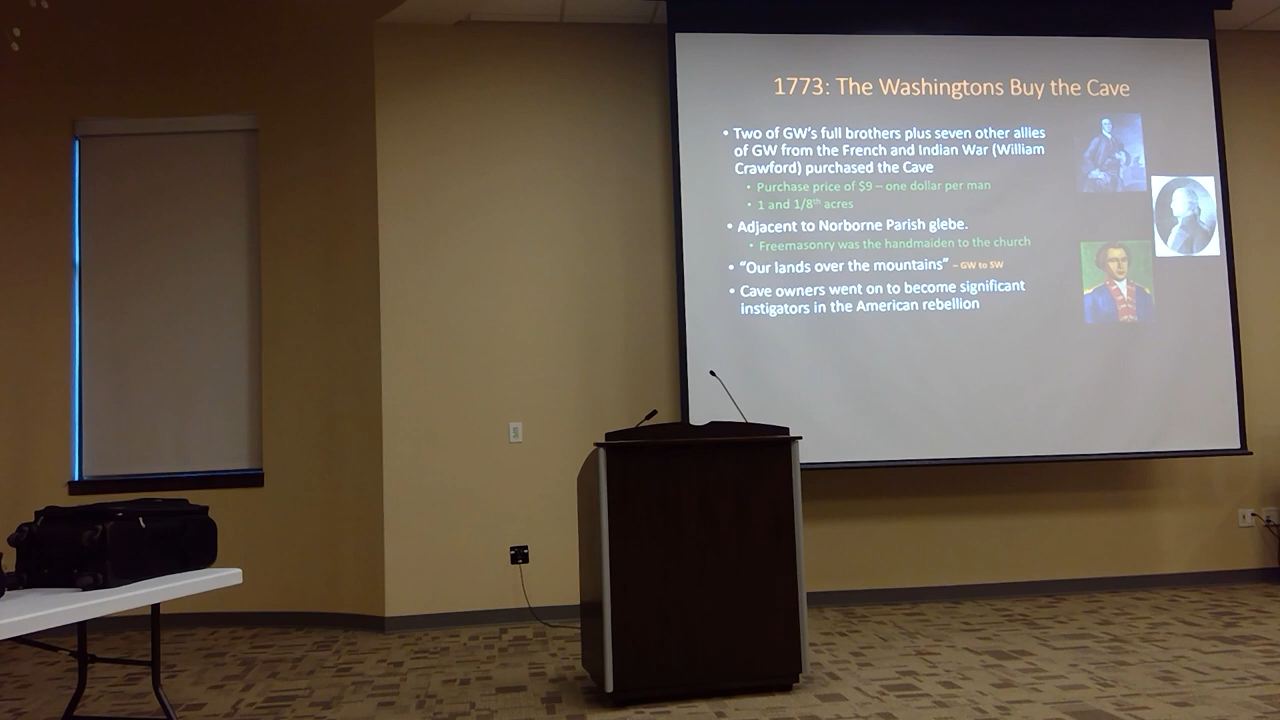 1773: The Washingtons Buy the Cave
• Two of GW's full brothers plus seven other allies
of GW from the French and Indian War (William
Crawford) purchased the Cave
• Purchase price of $9 – one dollar per man
• 1 and 1/8th acres
• Adjacent to Norborne Parish glebe.
• Freemasonry was the handmaiden to the church
• "Our lands over the mountains" – GW to SW
• Cave owners went on to become significant
instigators in the American rebellion